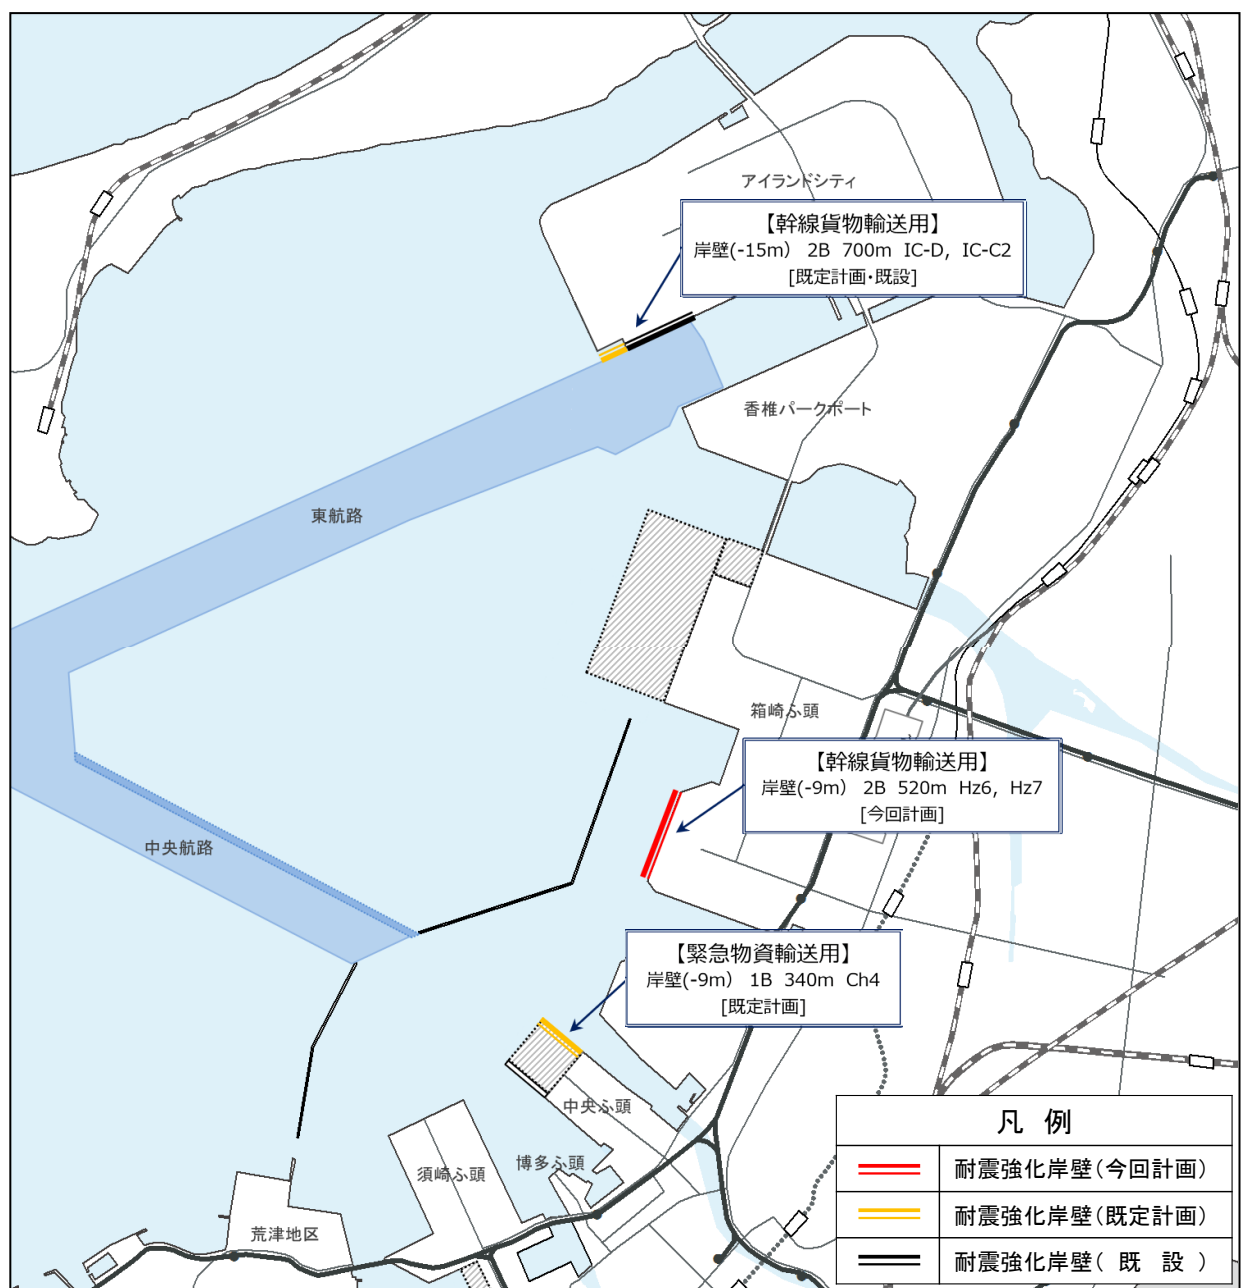 アイランドシティ
【幹線貨物輸送用】
岸壁(-15m) 2B 700m IC-D, IC-C2
[既定計画・既設]
香椎パークポート
東航路
箱崎ふ頭
【幹線貨物輸送用】
岸壁(-9m) 2B 520m Hz6, Hz7
[今回計画]
中央航路
【緊急物資輸送用】
岸壁(-9m) 1B 340m Ch4
[既定計画]
中央ふ頭
博多ふ頭
須崎ふ頭
荒津地区
凡 例
耐震強化岸壁(今回計画)
耐震強化岸壁(既定計画)
耐震強化岸壁( 既 設 )